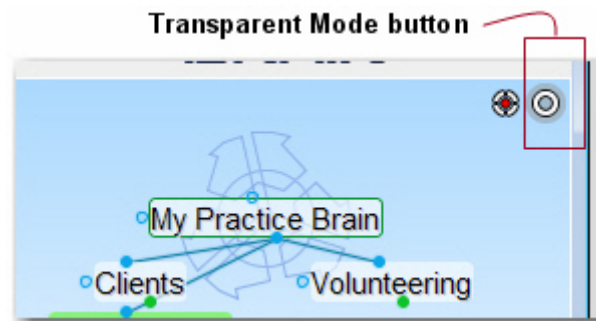 Transparent Mode button
My Practice Brain
Clients
Volunteering